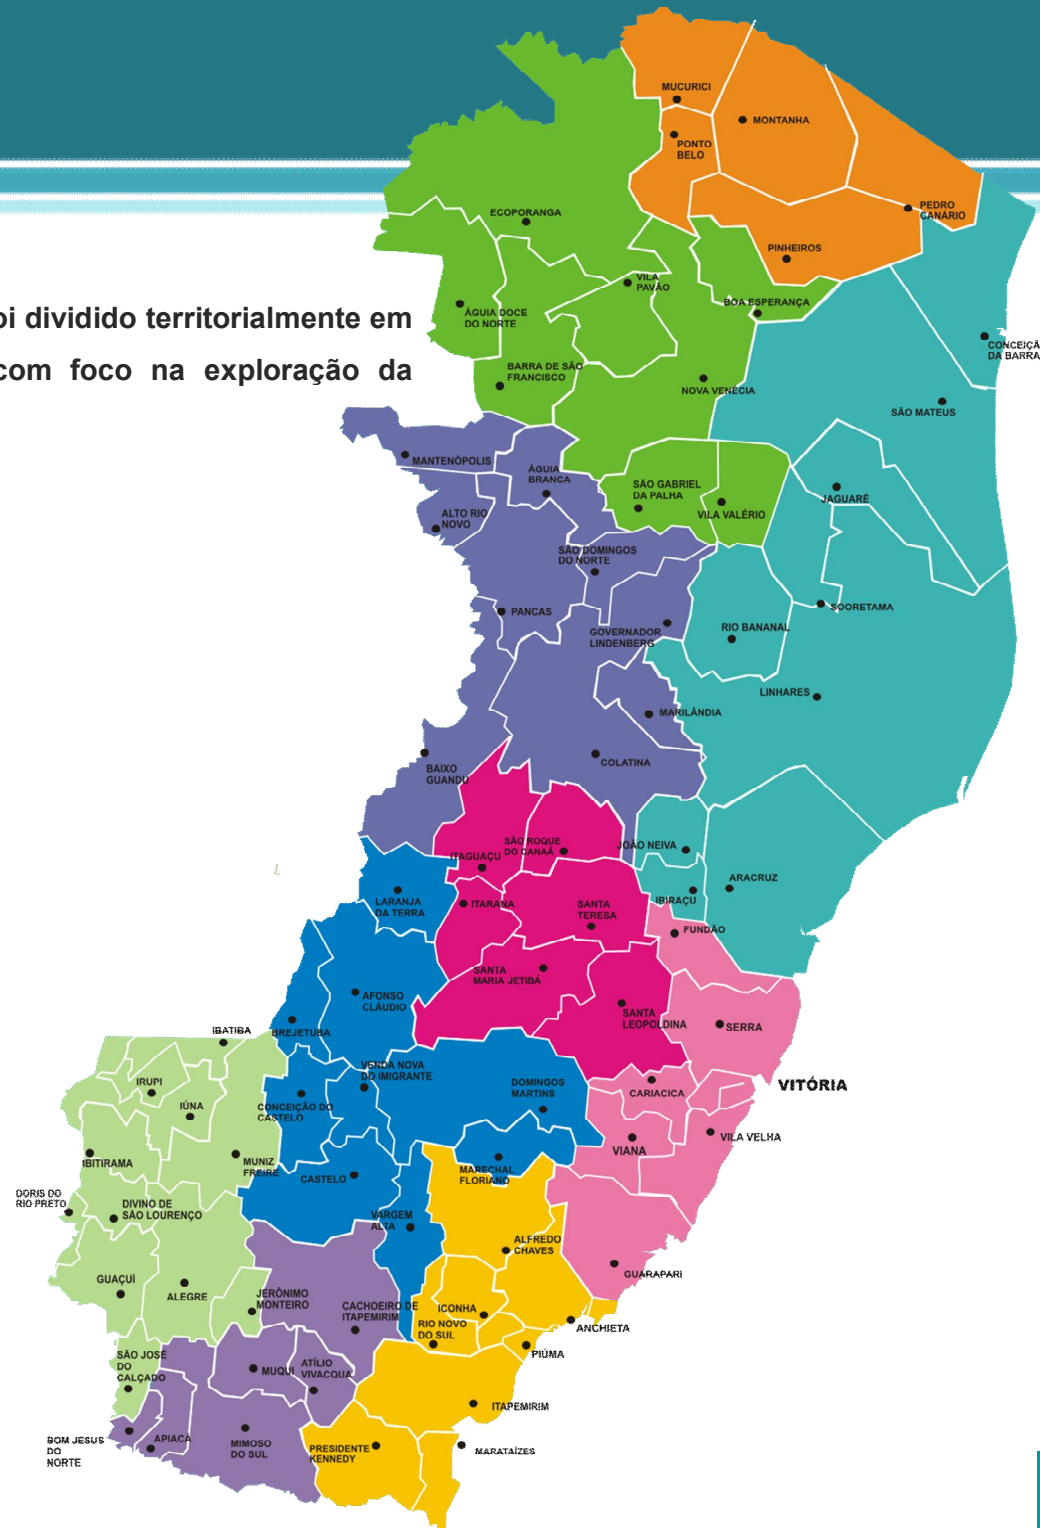 MUCURICI
MONTANHA
PONTO
BELO
PEDRO
CANÁRIO
ECOPORANGA
PINHEIROS
VILA
PAVÃO
BOA ESPERANÇA
oi dividido territorialmente em
ÁGUIA DOCE
DO NORTE
CONCEIÇÃ
DA BARRA
com foco na exploração da
BARRA DE SÃO
FRANCISCO
NOVA VENÉCIA
SÃO MATEUS
MANTENÓPOLIS
ÁGUIA
BRANCA
SÃO GABRIEL
DA PALHA
VILA VALÉRIO
JAGUARÉ
ALTO RIO
NOVO
SÃO DOMINGOS
DO NORTE
PANCAS
SOORETAMA
GOVERNADOR
LINDENBERG
RIO BANANAL
LINHARES
MARILÂNDIA
COLATINA
BAIXO
GUANDU
SÃO ROQUE
DO CANAÃ
JOÃO NEIVA
ITAGUAÇU
ARACRUZ
IBIRAÇU
LARANJA
DA TERRA
ITARANA
SANTA
TERESA
FUNDÃO
SANTA
MARIA JETIBÁ
AFONSO
CLÁUDIO
SANTA
LEOPOLDINA
SERRA
IBATIBA
BREJETUBA
VENDA NOVA
DO IMIGRANTE
DOMINGOS
MARTINS
CARIACICA
VITÓRIA
IRUPI
IÚNA
CONCEIÇÃO DO
CASTELO
VILA VELHA
VIANA
IBITIRAMA
MUNIZ
FREIRE
CASTELO
MARECHAL
FLORIANO
DORIS DO
RIO PRETO
DIVINO DE
SÃO LOURENÇO
VARGEM
ALTA
ALFREDO
CHAVES
GUARAPARI
GUAÇUÍ
ALEGRE
JERÔNIMO
MONTEIRO
CACHOEIRO DE
ITAPEMIRIM
ICONHA
RIO NOVO
DO SUL
ANCHIETA
PIÚMA
SÃO JOSÉ
DO
CALÇADO
MUQUI
ATÍLIO
VIVACQUA
ITAPEMIRIM
BOM JESUS
DO
NORTE
APIACÁ
MIMOSO
DO SUL
PRESIDENTE
KENNEDY
MARATAÍZES